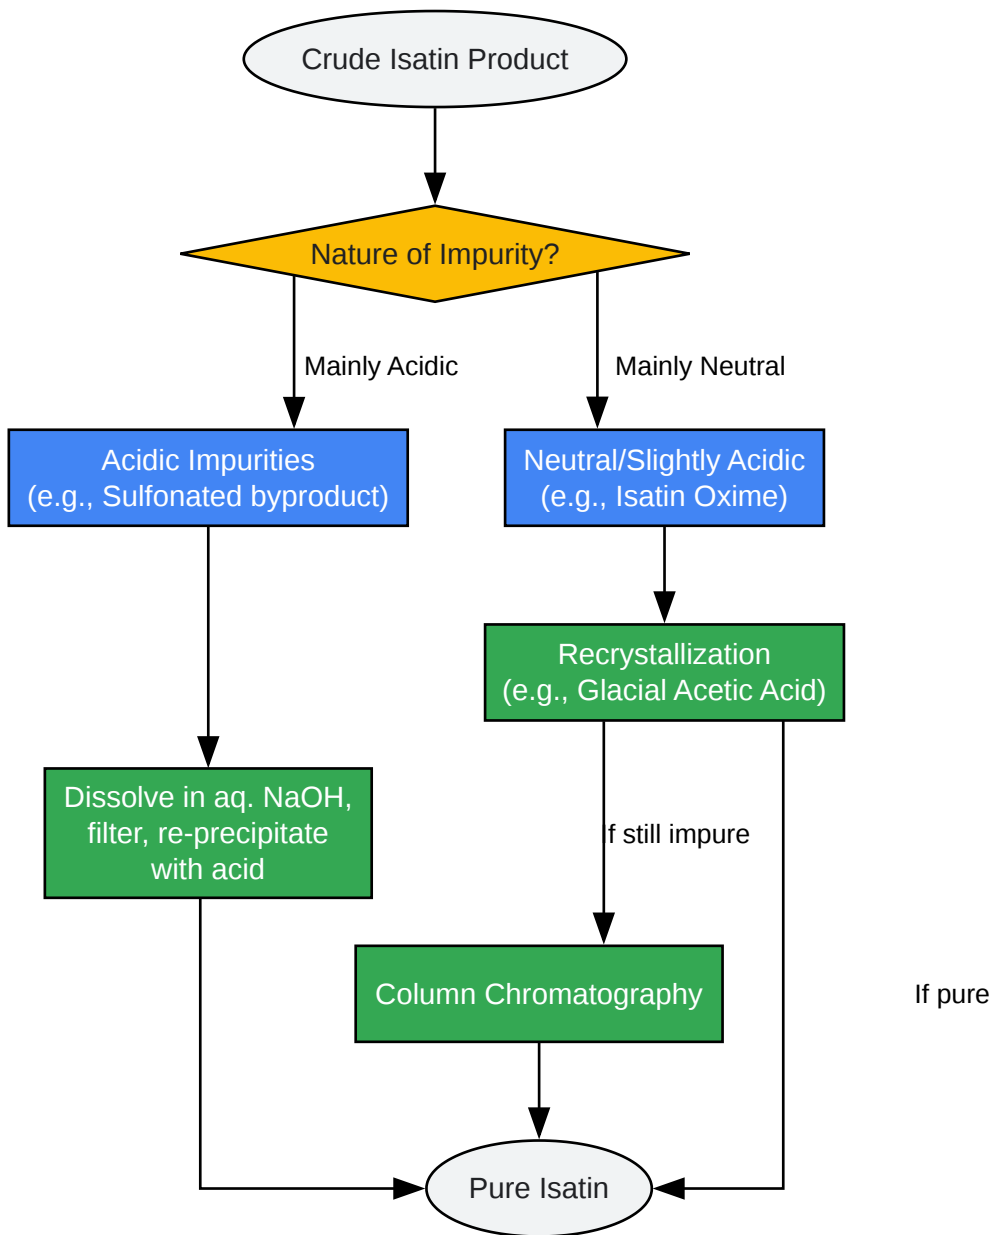 Crude Isatin Product
Nature of Impurity?
Mainly Acidic
Mainly Neutral
Acidic Impurities
(e.g., Sulfonated byproduct)
Neutral/Slightly Acidic
(e.g., Isatin Oxime)
Recrystallization
(e.g., Glacial Acetic Acid)
Dissolve in aq. NaOH,
filter, re-precipitate
with acid
If still impure
Column Chromatography
If pure
Pure Isatin